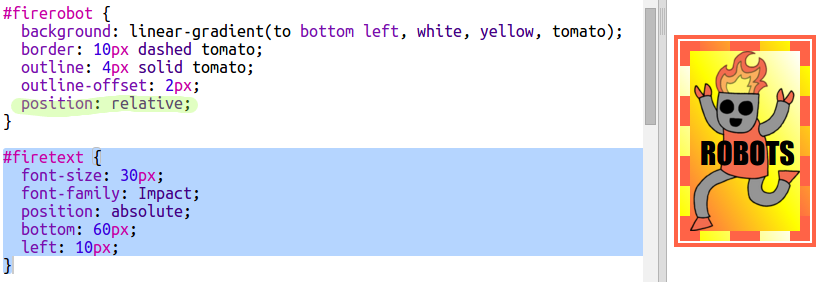 #firerobot {
  background: linear-gradient(to bottom left, white, yellow, tomato);
  border: 10px dashed tomato;
  outline: 4px solid tomato;
  outline-offset: 2px;
  position: relative;
}
#firetext {
  font-size: 30px;
  font-family: Impact;
  position: absolute;
  bottom: 60px;
  left: 10px;
}
ROBOTS